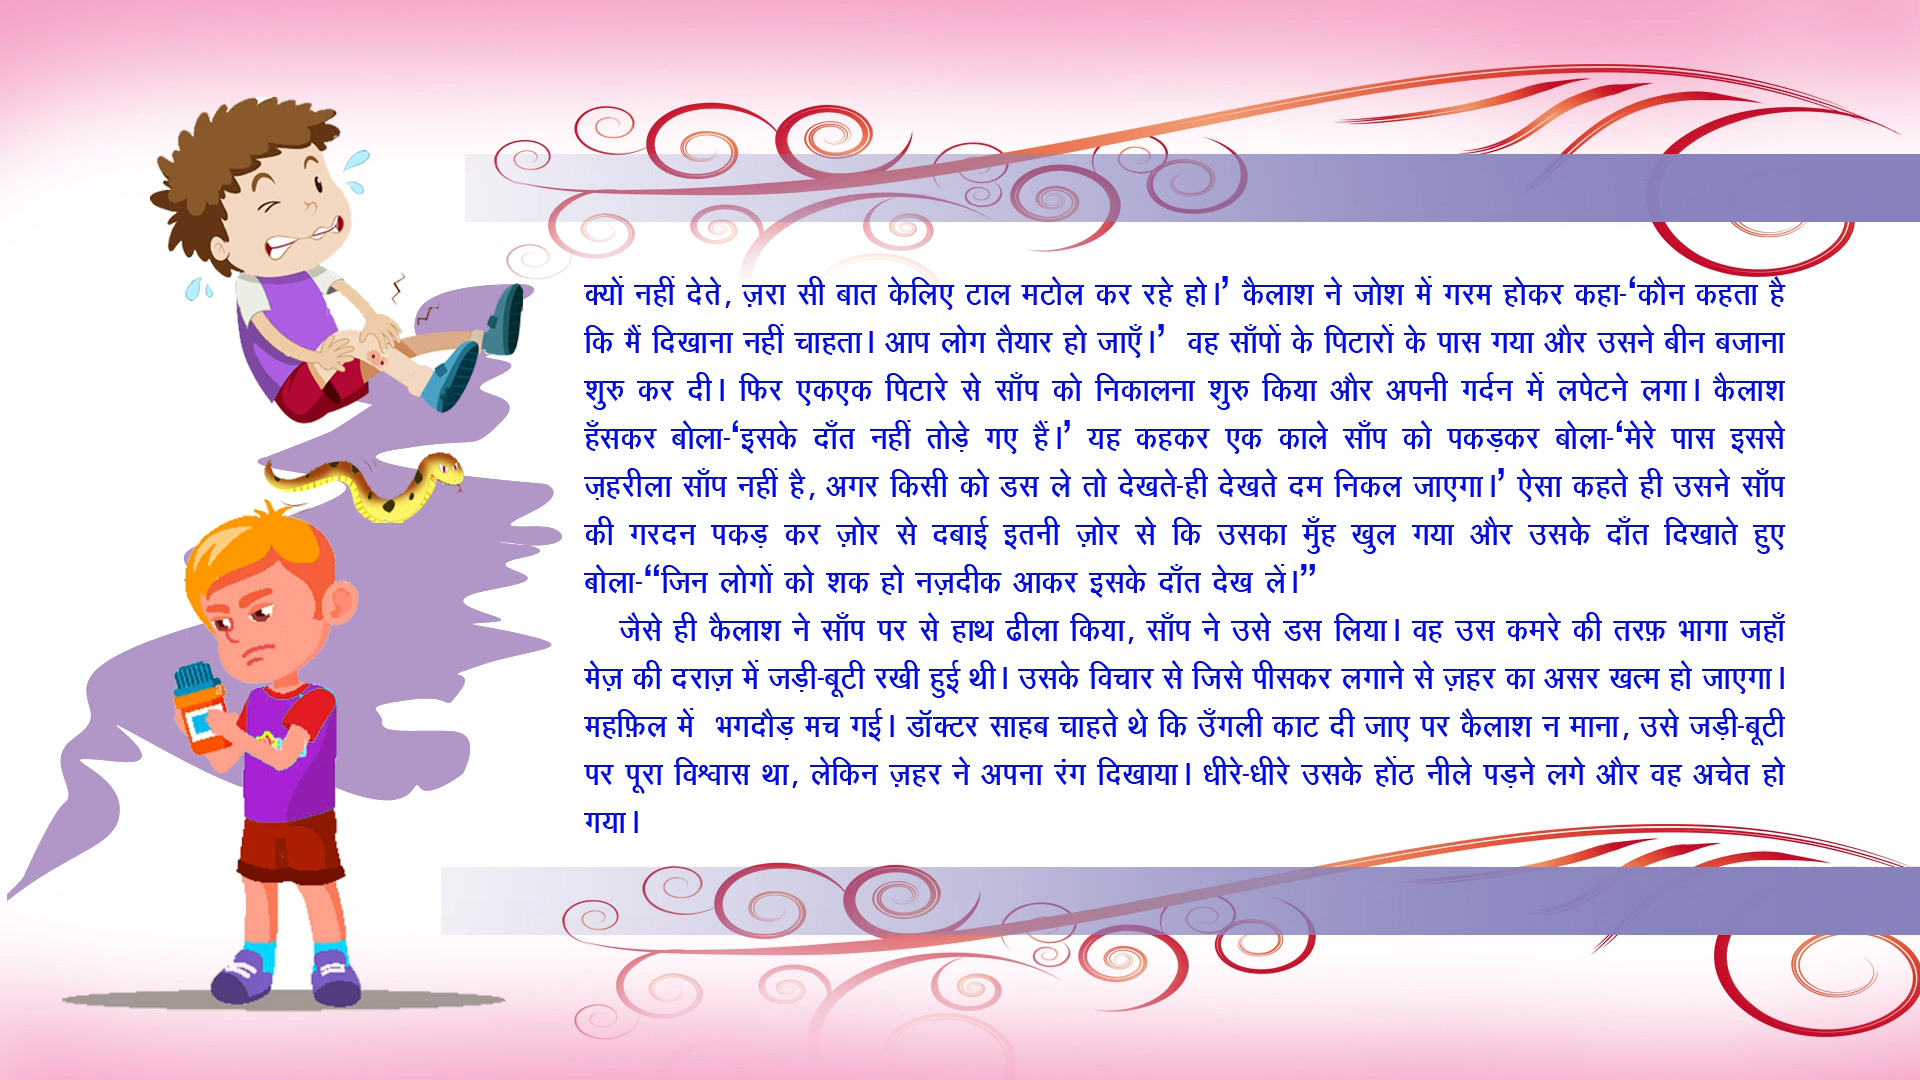 क्यों नहीं देते, ज़रा सी बात केलिए टाल मटोल कर रहे हो।’ कैलाश ने जोश में गरम होकर कहा-‘कौन कहता है
कि मैं दिखाना नहीं चाहता। आप लोग तैयार हो जाएँ।’ वह साँपों के पिटारों के पास गया और उसने बीन बजाना
शुरु कर दी। फिर एकएक पिटारे से साँप को निकालना शुरु किया और अपनी गर्दन में लपेटने लगा। कैलाश
हँसकर बोला-‘इसके दाँत नहीं तोड़े गए हैं।’ यह कहकर एक काले साँप को पकड़कर बोला-‘मेरे पास इससे
ज़हरीला साँप नहीं है, अगर किसी को डस ले तो देखते-ही देखते दम निकल जाएगा।’ ऐसा कहते ही उसने साँप
की गरदन पकड़ कर ज़ोर से दबाई इतनी ज़ोर से कि उसका मुँह खुल गया और उसके दाँत दिखाते हुए
बोला-“जिन लोगों को शक हो नज़दीक आकर इसके दाँत देख लें।”
जैसे ही कैलाश ने साँप पर से हाथ ढीला किया, साँप ने उसे डस लिया। वह उस कमरे की तरफ़ भागा जहाँ
मेज़ की दराज़ में जड़ी-बूटी रखी हुई थी। उसके विचार से जिसे पीसकर लगाने से ज़हर का असर खत्म हो जाएगा।
महफ़िल में भगदौड़ मच गई। डॉक्टर साहब चाहते थे कि उँगली काट दी जाए पर कैलाश न माना, उसे जड़ी-बूटी
पर पूरा विश्वास था, लेकिन ज़हर ने अपना रंग दिखाया। धीरे-धीरे उसके होंठ नीले पड़ने लगे और वह अचेत हो
गया।